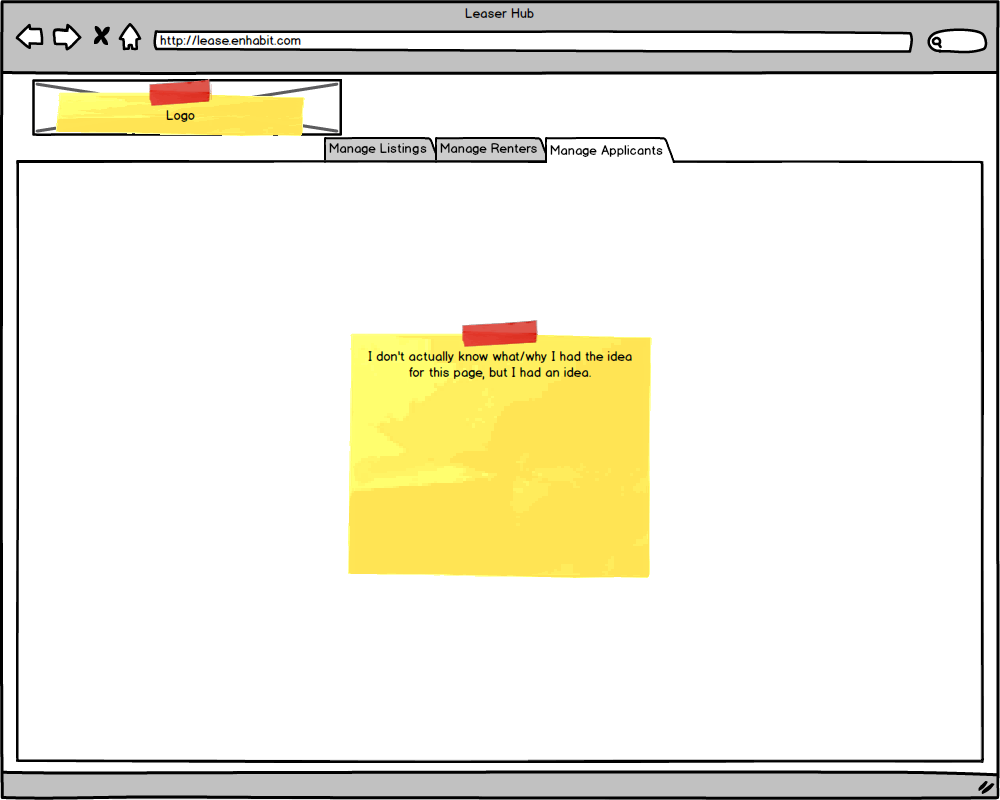 Leaser Hub
http://lease.enhabit.com
Logo
Manage Listings Manage Renters Manage Applicants
I don't actually know what/why I had the idea
for this page, but I had an idea.